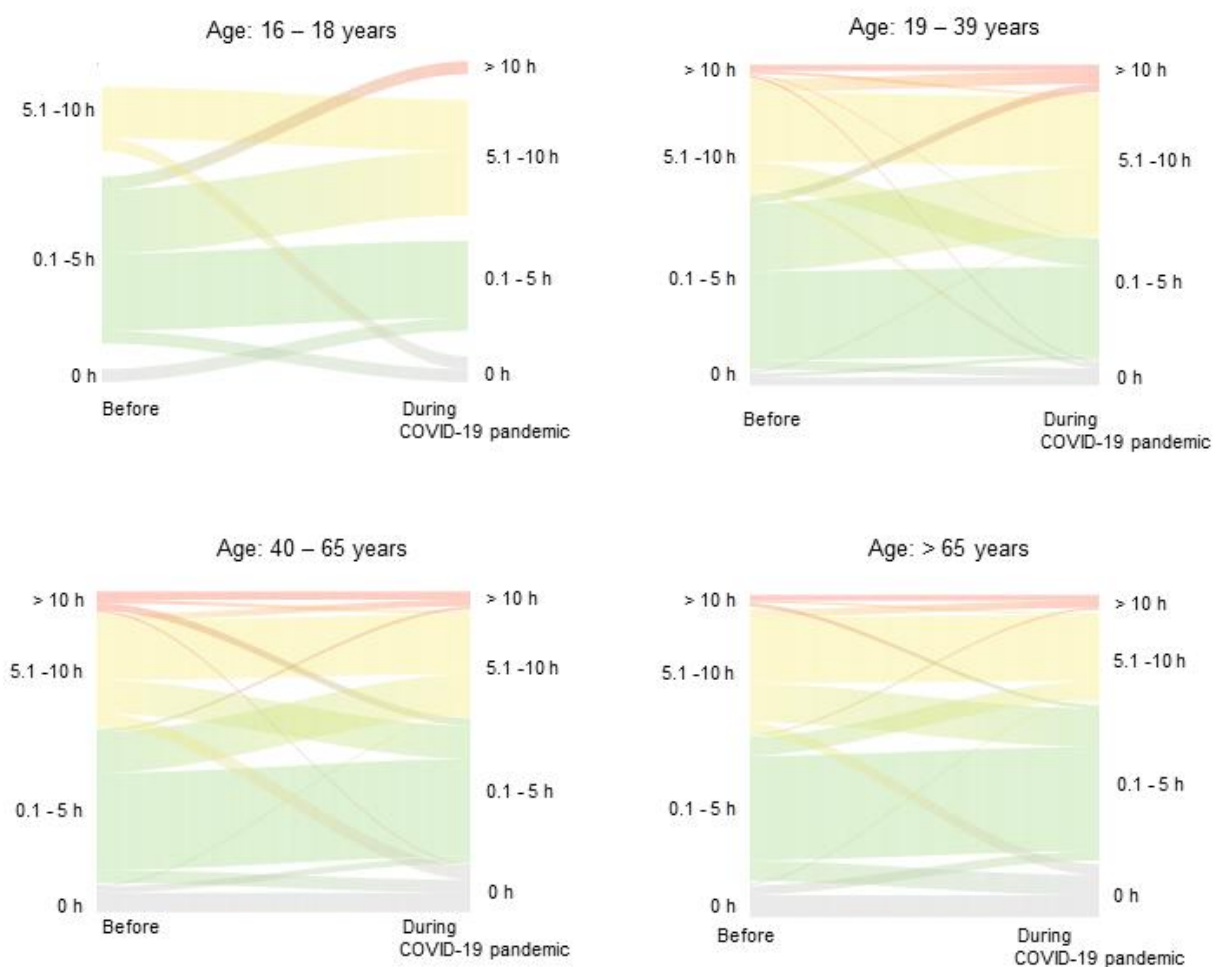 Age: 16 – 18 years
> 10 h
5.1 -10 h
5.1 -10 h
0.1 -5 h
0.1 - 5 h
0 h
0 h
Before
During
COVID-19 pandemic
Age: 19 – 39 years
> 10 h
> 10 h
5.1 -10 h
5.1 -10 h
0.1 - 5 h
0.1 - 5 h
0 h
0 h
Before
During
COVID-19 pandemic
Age: 40 – 65 years
> 10 h
> 10 h
5.1 -10 h
5.1 -10 h
0.1 - 5 h
0.1 - 5 h
0 h
0 h
Before
During
COVID-19 pandemic
Age: > 65 years
> 10 h
> 10 h
5.1 -10 h
5.1 -10 h
0.1 - 5 h
0.1 - 5 h
0 h
0 h
Before
During
COVID-19 pandemic